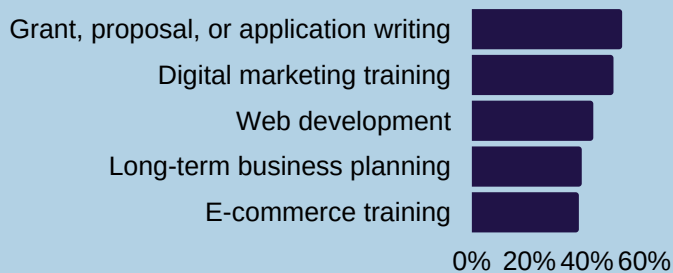 Grant, proposal, or application writing
Digital marketing training
Web development
Long-term business planning
E-commerce training
0% 20% 40% 60%